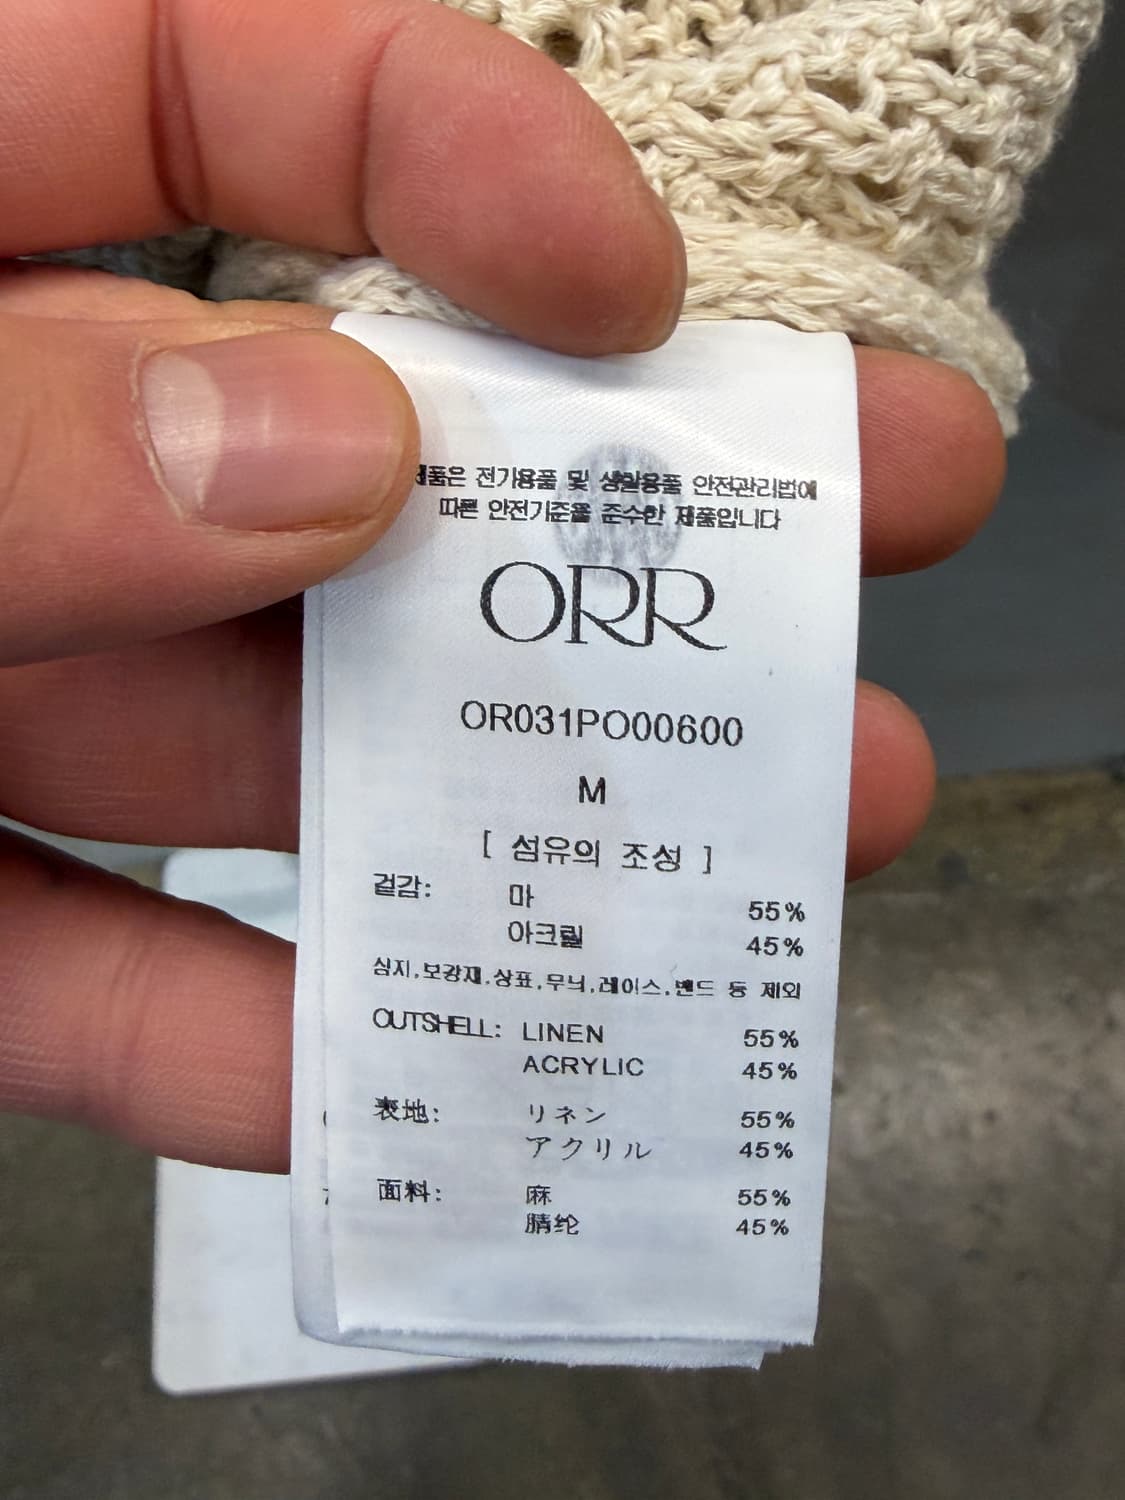 제품은 전기용품 및 생활용품 안전관리법에
따른 안전기준을 준수한 제품입니다
ORR
OR031PO00600
M
[ 섬유의 조성 ]
겉감: 마 55%
아크릴 45%
심지,보강재,상표,무늬,레이스,밴드 등 제외
OUTSHELL: LINEN 55%
ACRYLIC 45%
表地: リネン 55%
アクリル 45%
面料: 麻 55%
腈纶 45%